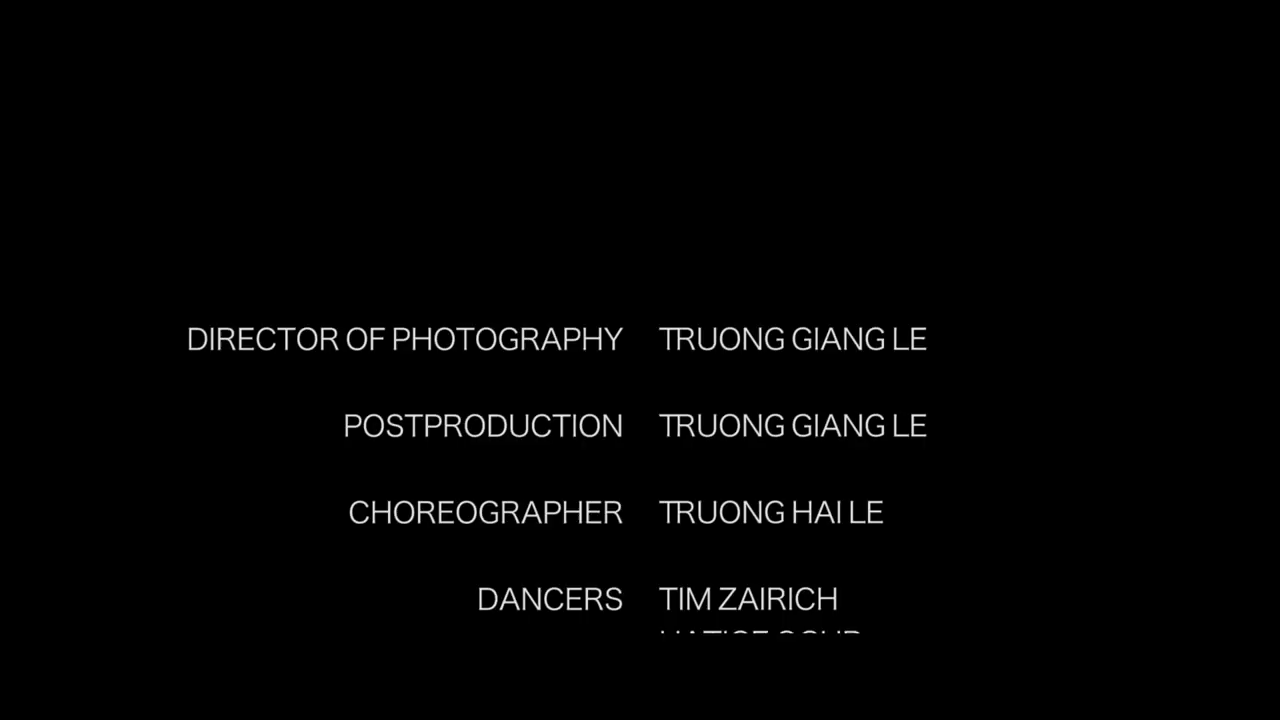 DIRECTOR OF PHOTOGRAPHY TRUONG GIANG LE
POSTPRODUCTION TRUONG GIANG LE
CHOREOGRAPHER TRUONG HAI LE
DANCERS TIM ZAIRICH